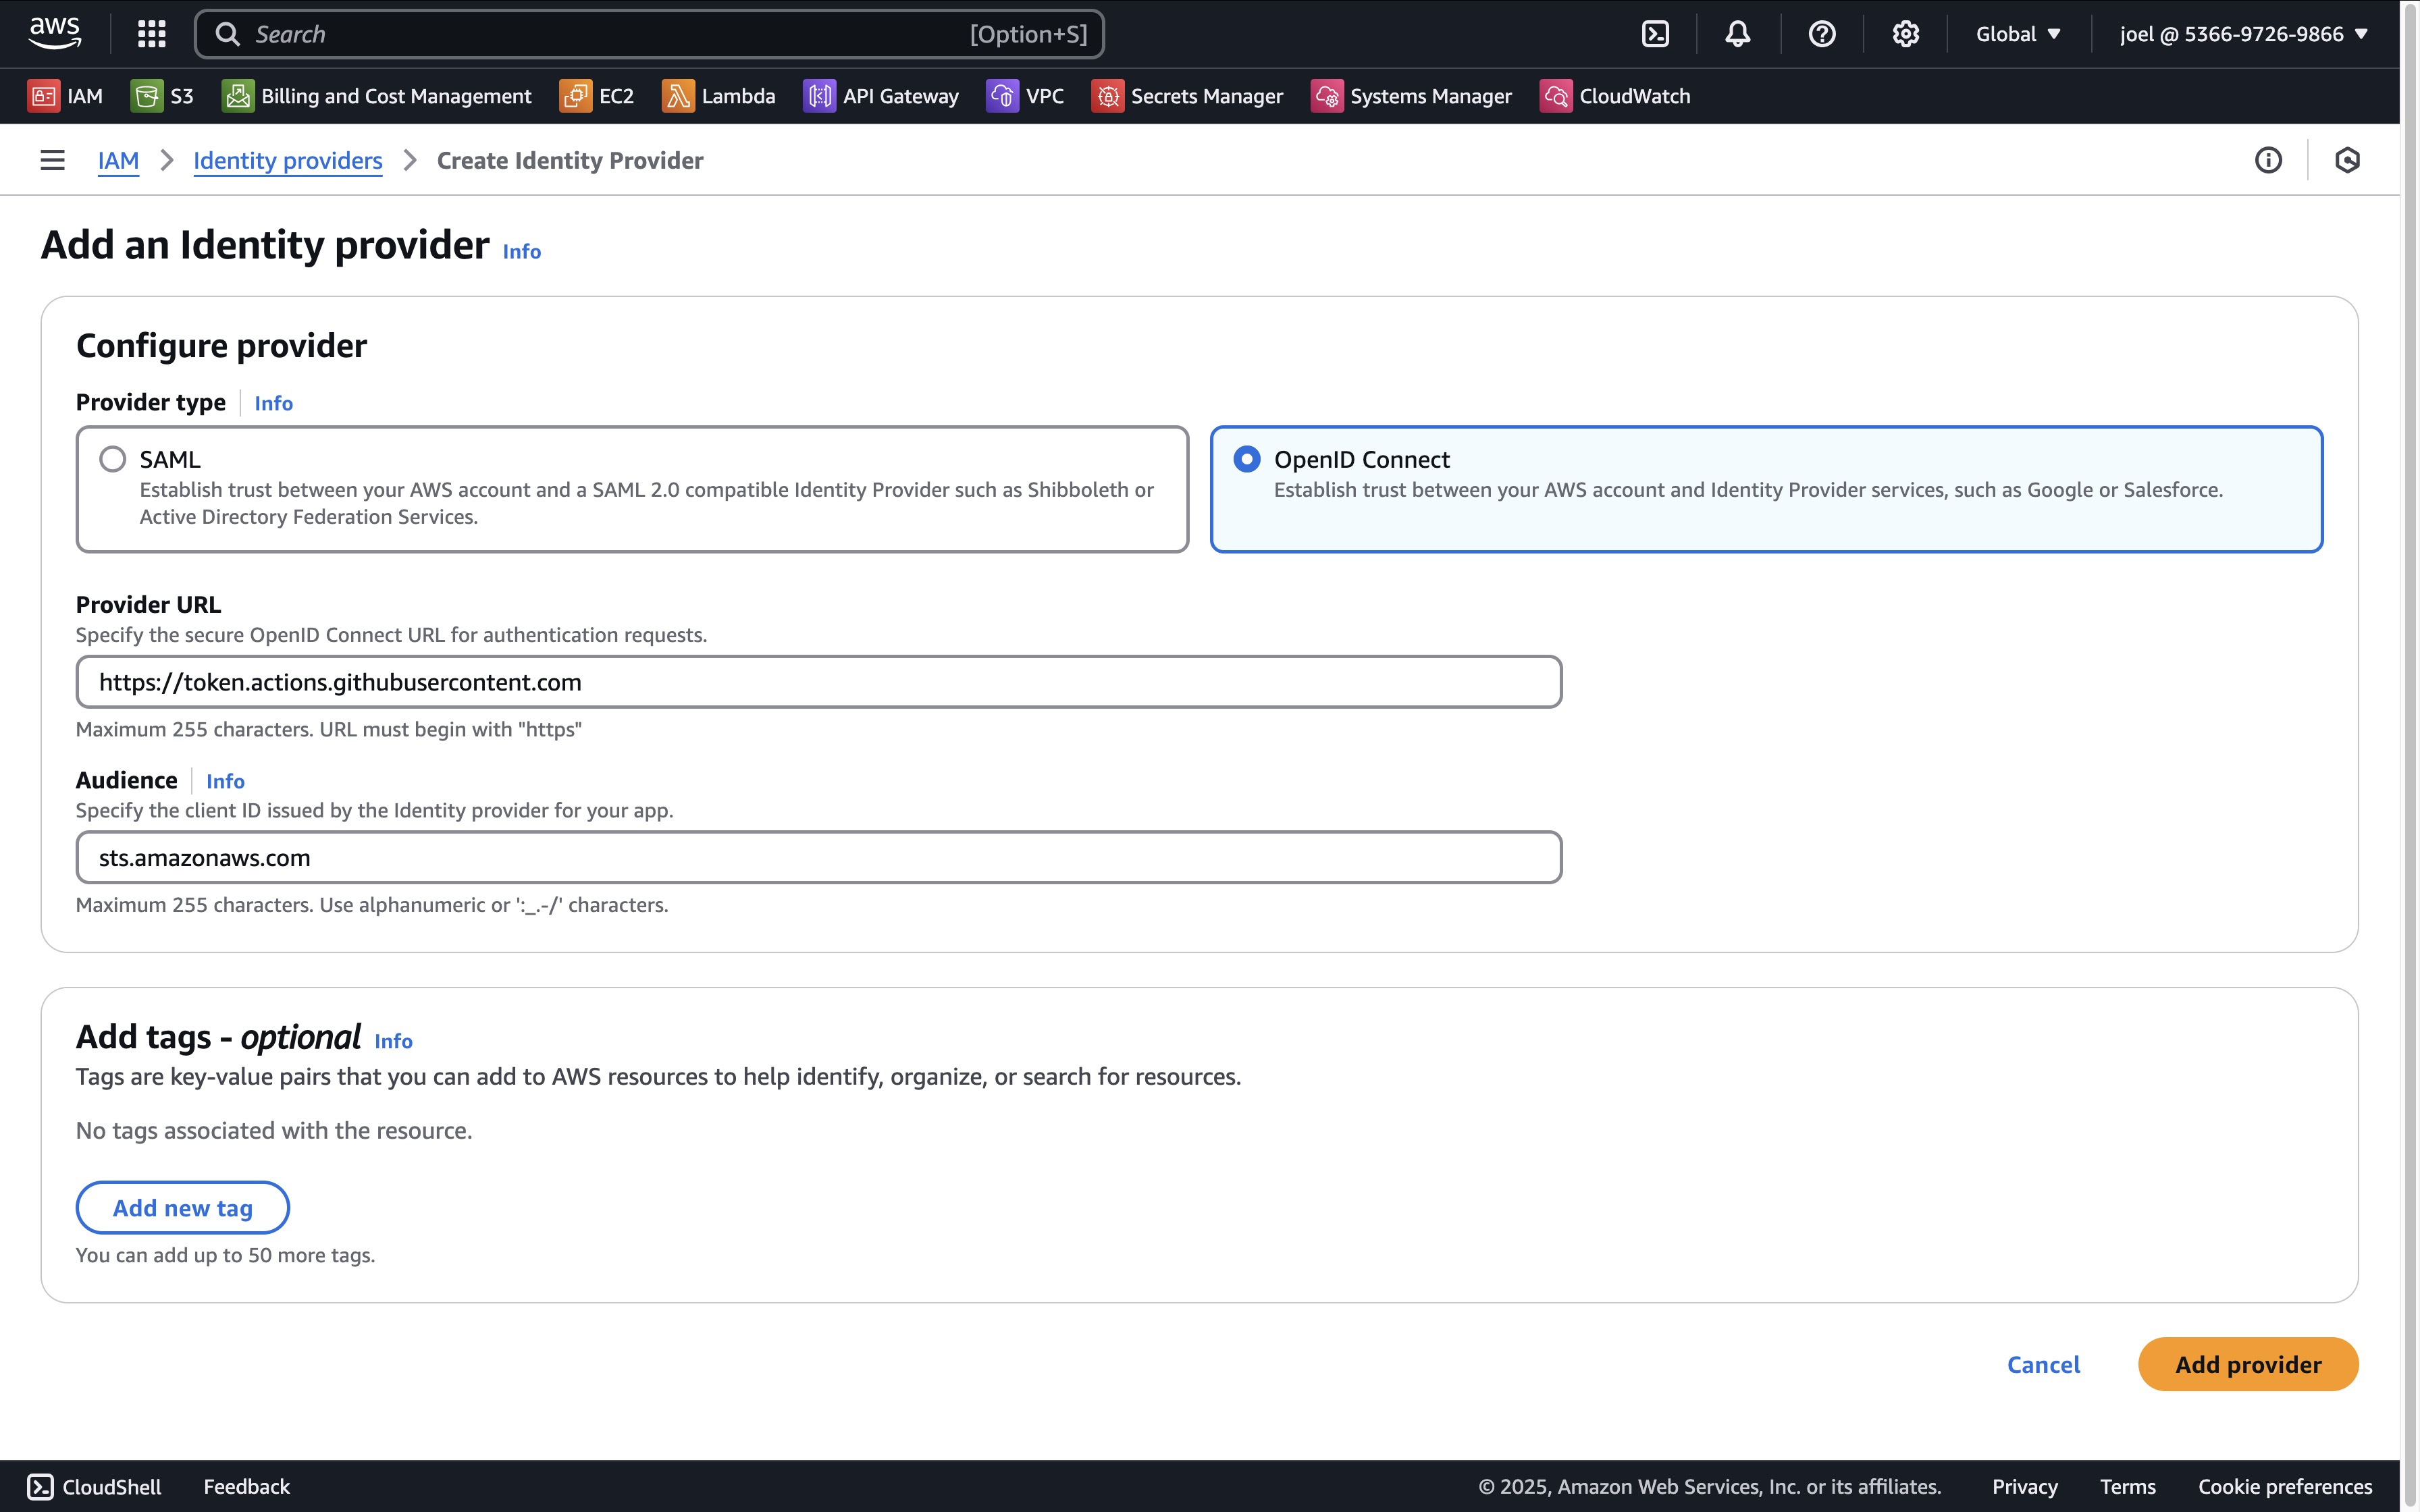 aws
Search [Option+S]
Global joel @ 5366-9726-9866
IAM S3 Billing and Cost Management EC2 Lambda API Gateway VPC Secrets Manager Systems Manager CloudWatch
IAM Identity providers Create Identity Provider
Add an Identity provider Info
Configure provider
Provider type Info
SAML
Establish trust between your AWS account and a SAML 2.0 compatible Identity Provider such as Shibboleth or
Active Directory Federation Services.
OpenID Connect
Establish trust between your AWS account and Identity Provider services, such as Google or Salesforce.
Provider URL
Specify the secure OpenID Connect URL for authentication requests.
https://token.actions.githubusercontent.com
Maximum 255 characters. URL must begin with "https"
Audience Info
Specify the client ID issued by the Identity provider for your app.
sts.amazonaws.com
Maximum 255 characters. Use alphanumeric or ':_.-/' characters.
Add tags - optional Info
Tags are key-value pairs that you can add to AWS resources to help identify, organize, or search for resources.
No tags associated with the resource.
Add new tag
You can add up to 50 more tags.
Cancel Add provider
CloudShell Feedback © 2025, Amazon Web Services, Inc. or its affiliates. Privacy Terms Cookie preferences